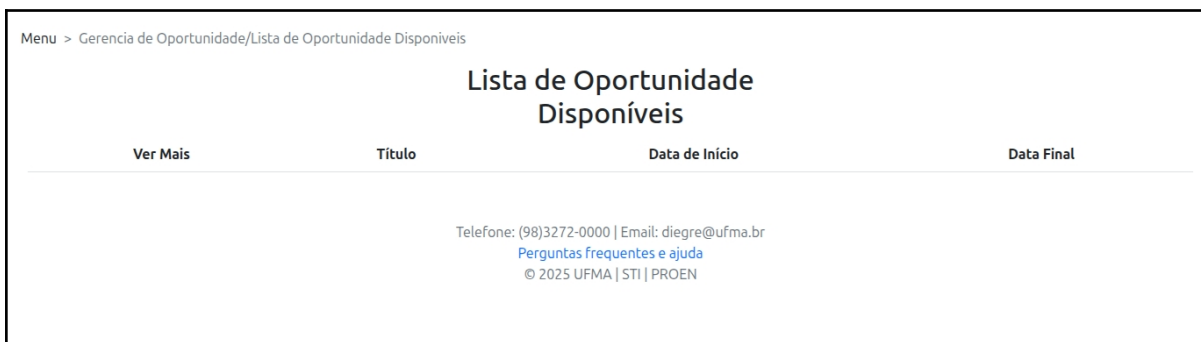 Menu > Gerencia de Oportunidade/Lista de Oportunidade Disponiveis
Lista de Oportunidade
Disponíveis
Ver Mais Título Data de Início Data Final
Telefone: (98)3272-0000 | Email: diegre@ufma.br
Perguntas frequentes e ajuda
© 2025 UFMA | STI | PROEN